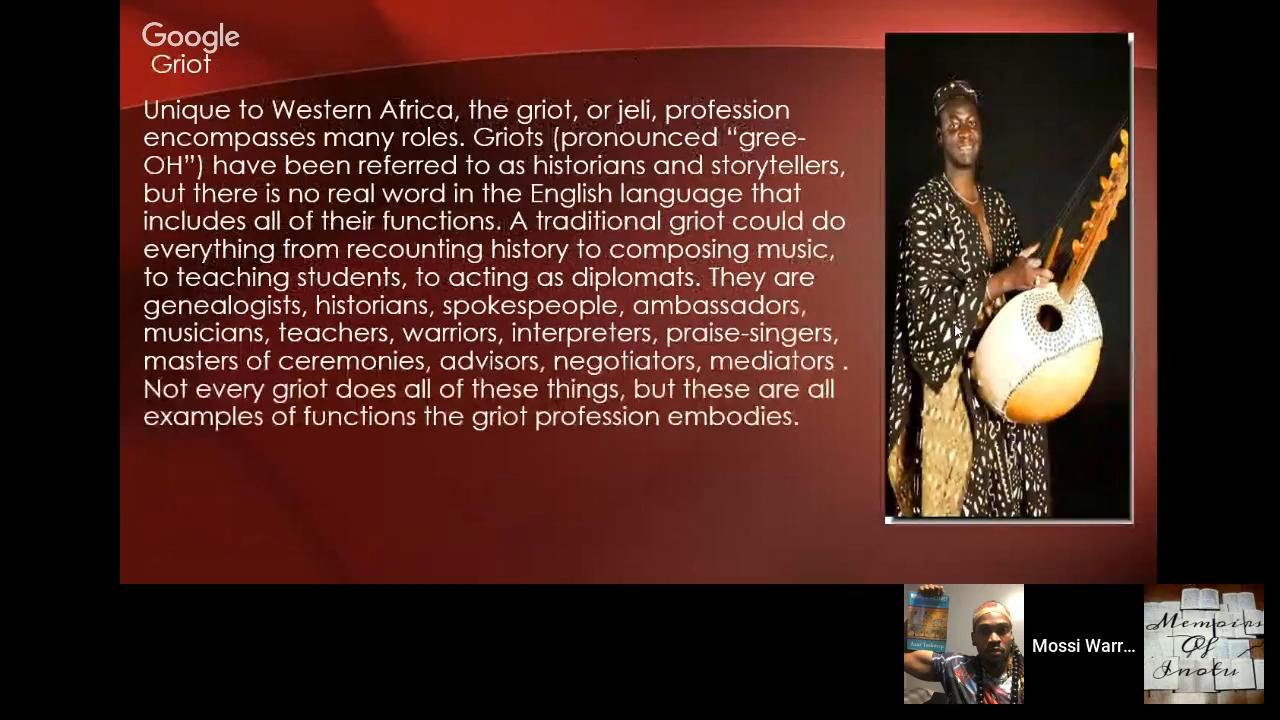 Google
Griot
Unique to Western Africa, the griot, or jeli, profession
encompasses many roles. Griots (pronounced “gree-
OH”) have been referred to as historians and storytellers,
but there is no real word in the English language that
includes all of their functions. A traditional griot could do
everything from recounting history to composing music,
to teaching students, to acting as diplomats. They are
genealogists, historians, spokespeople, ambassadors,
musicians, teachers, warriors, interpreters, praise-singers,
masters of ceremonies, advisors, negotiators, mediators .
Not every griot does all of these things, but these are all
examples of functions the griot profession embodies.
Mossi Warr...
Memoirs
Of